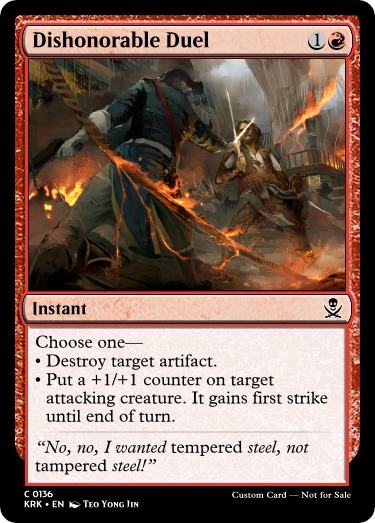 Dishonorable Duel 1
Instant
Choose one—
• Destroy target artifact.
• Put a +1/+1 counter on target
attacking creature. It gains first strike
until end of turn.
“No, no, I wanted tempered steel, not
tampered steel!”
C 0136
KRK • EN Teo Yong Jin
Custom Card — Not for Sale